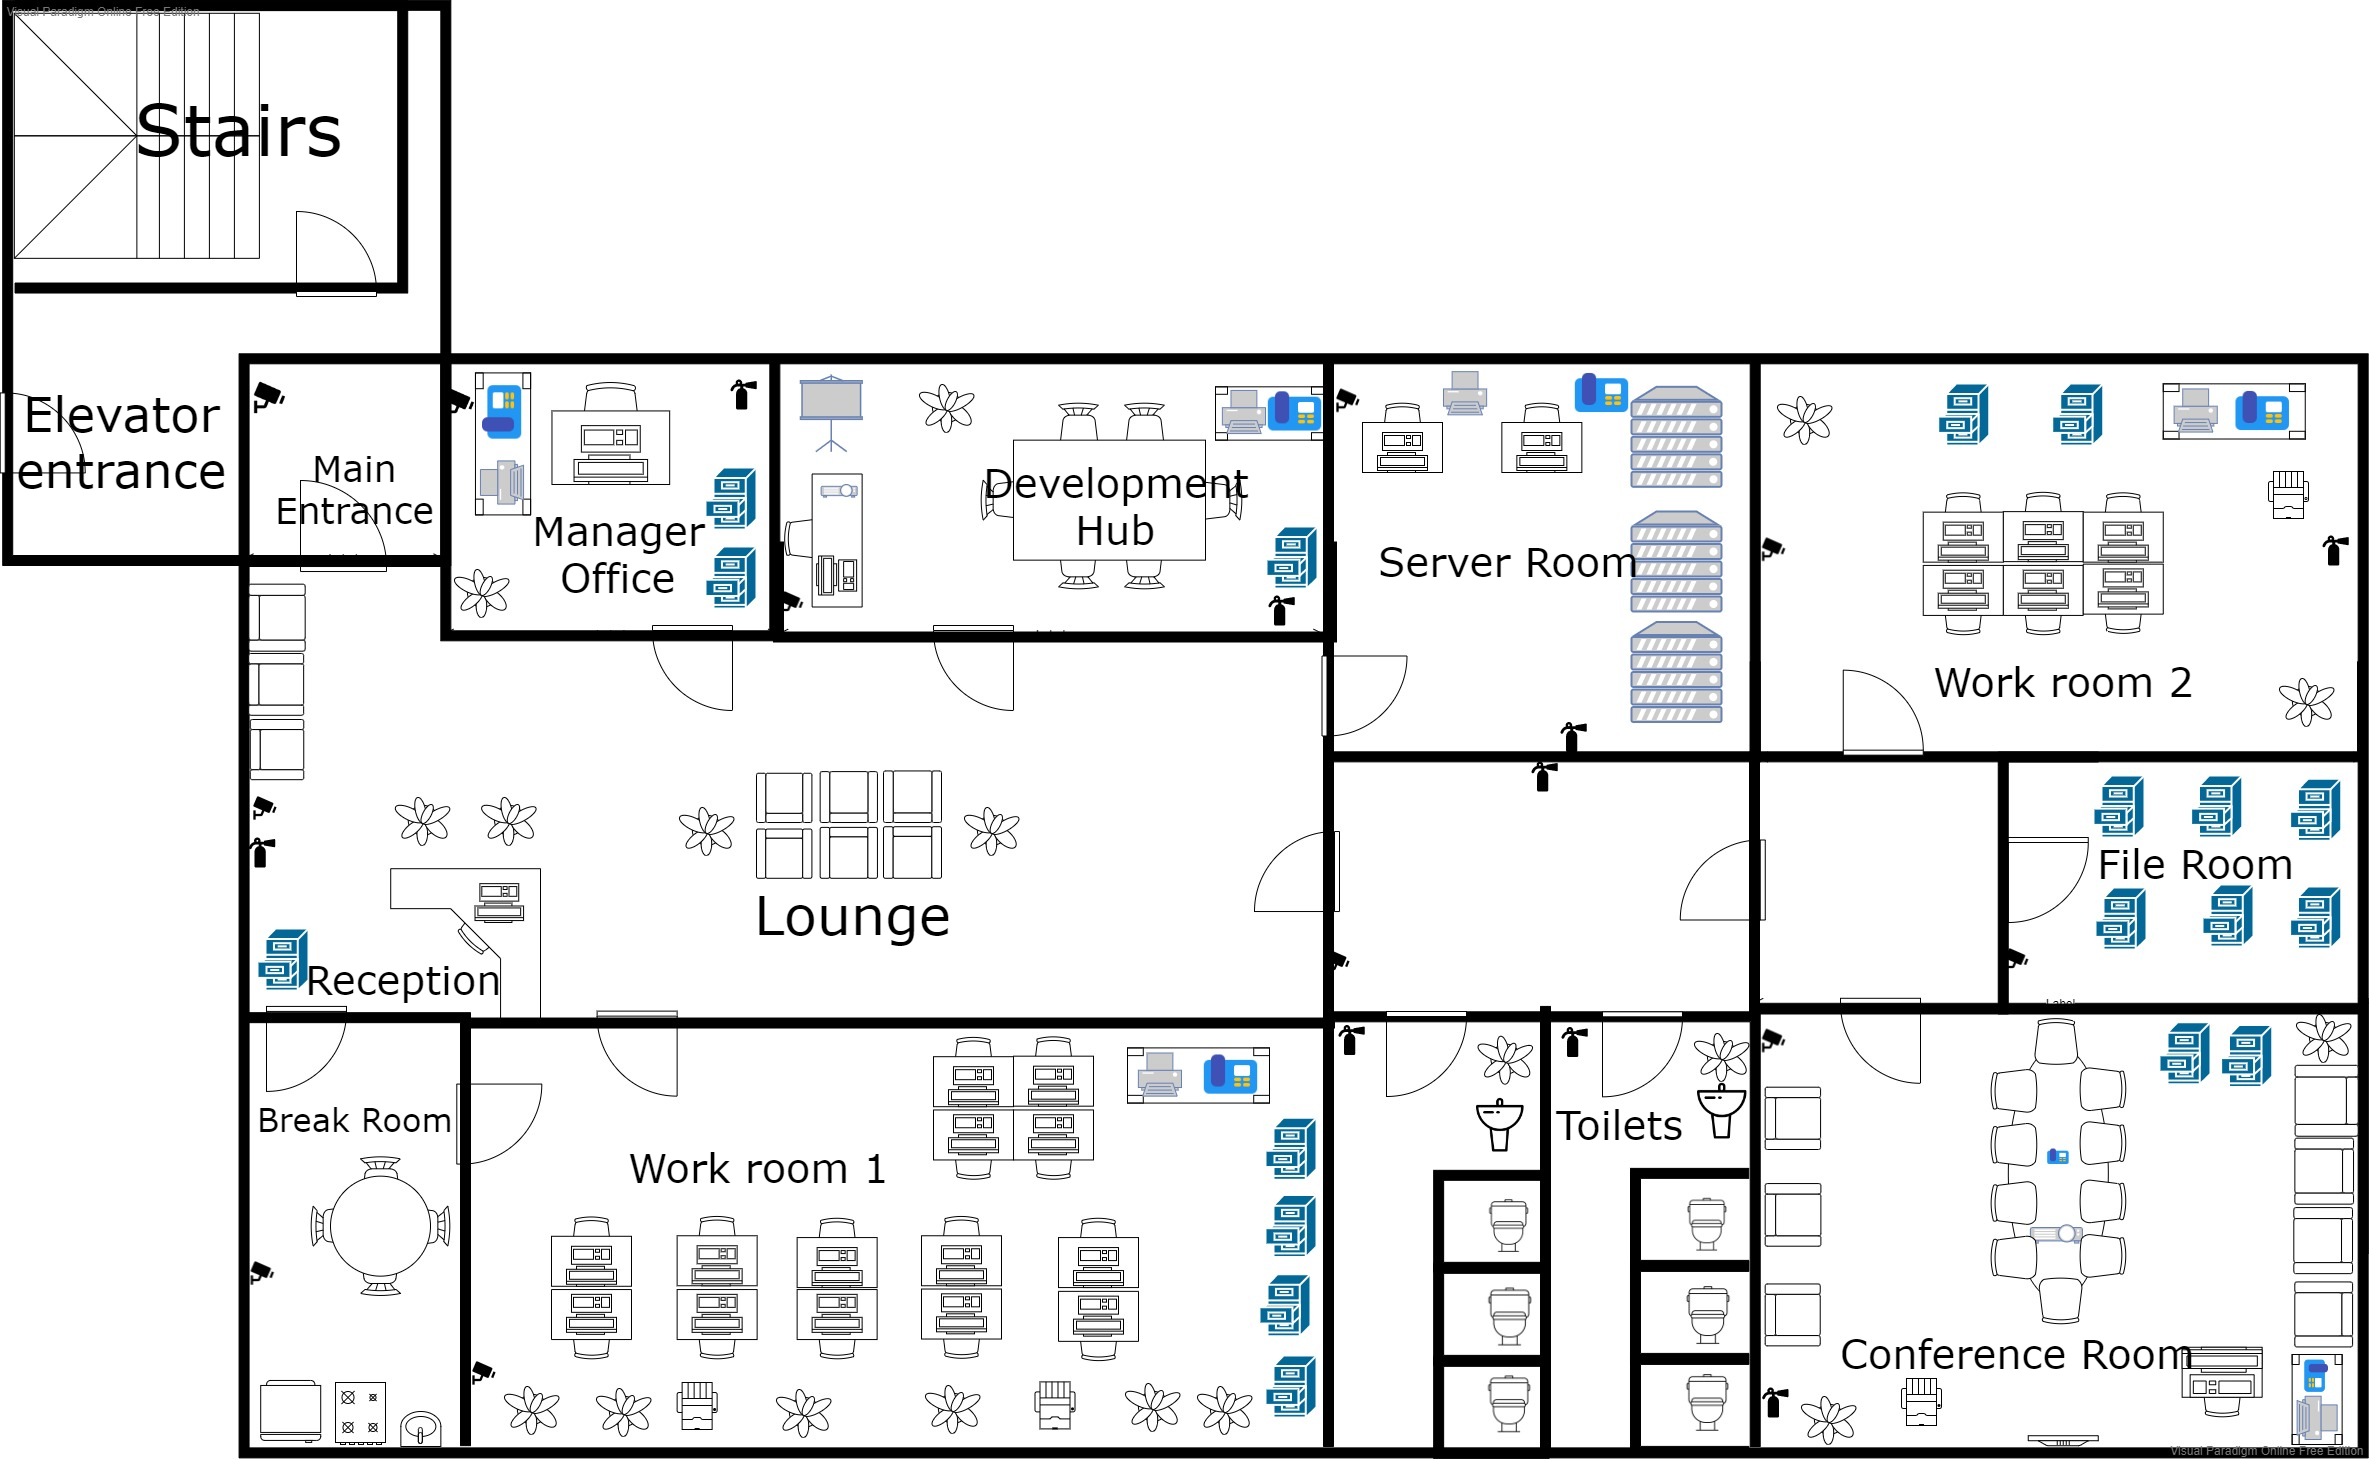 Visual Paradigm Online Free Edition
Stairs
Elevator
entrance
Main
Entrance
Manager
Office
Development
Hub
Server Room
Work room 2
File Room
Lounge
Reception
Label
Break Room
Work room 1
Toilets
Conference Room
Visual Paradigm Online Free Edition